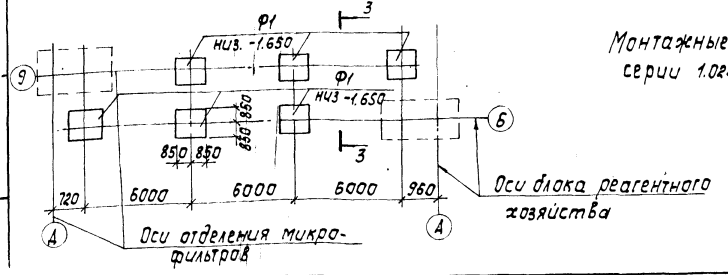 3
Ф1
низ. -1.650
Монтажные
серии 1.02
9
Ф1
низ -1.650
850
850
Б
3
850 850
720 6000 6000 6000 960
Оси блока реагентного
хозяйства
Д
Д
Оси отделения микро-
фильтров